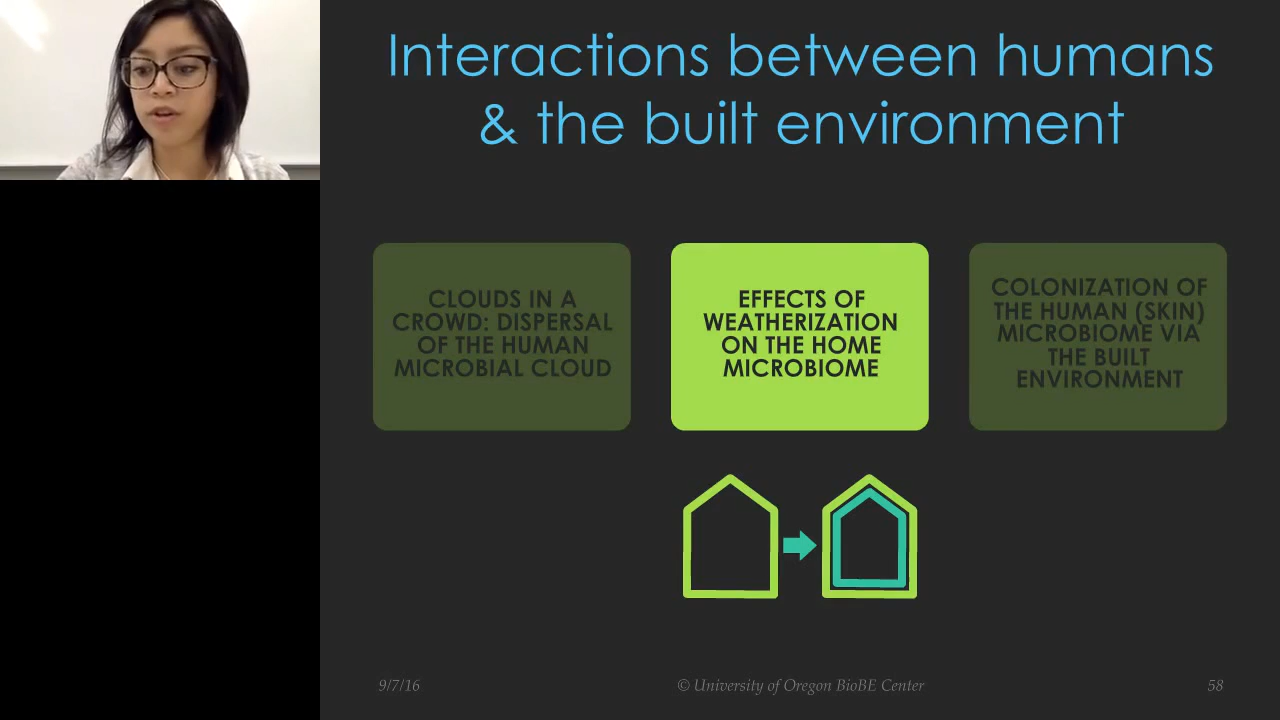 Interactions between humans
& the built environment
CLOUDS IN A
CROWD: DISPERSAL
OF THE HUMAN
MICROBIAL CLOUD
EFFECTS OF
WEATHERIZATION
ON THE HOME
MICROBIOME
COLONIZATION OF
THE HUMAN (SKIN)
MICROBIOME VIA
THE BUILT
ENVIRONMENT
9/7/16
© University of Oregon BioBE Center
58